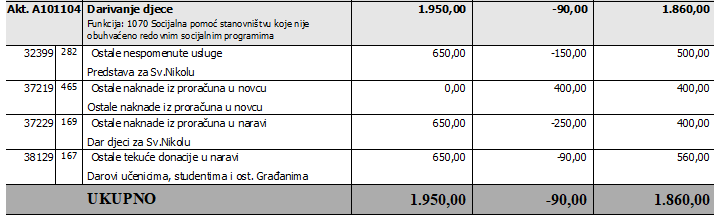 Akt. A101104 Darivanje djece 1.950,00 -90,00 1.860,00
Funkcija: 1070 Socijalna pomoć stanovništvu koje nije
obuhvaćeno redovnim socijalnim programima
32399 282 Ostale nespomenute usluge 650,00 -150,00 500,00
Predstava za Sv.Nikolu
37219 465 Ostale naknade iz proračuna u novcu 0,00 400,00 400,00
Ostale naknade iz proračuna u novcu
37229 169 Ostale naknade iz proračuna u naravi 650,00 -250,00 400,00
Dar djeci za Sv.Nikolu
38129 167 Ostale tekuće donacije u naravi 650,00 -90,00 560,00
Darovi učenicima, studentima i ost. Građanima
UKUPNO 1.950,00 -90,00 1.860,00